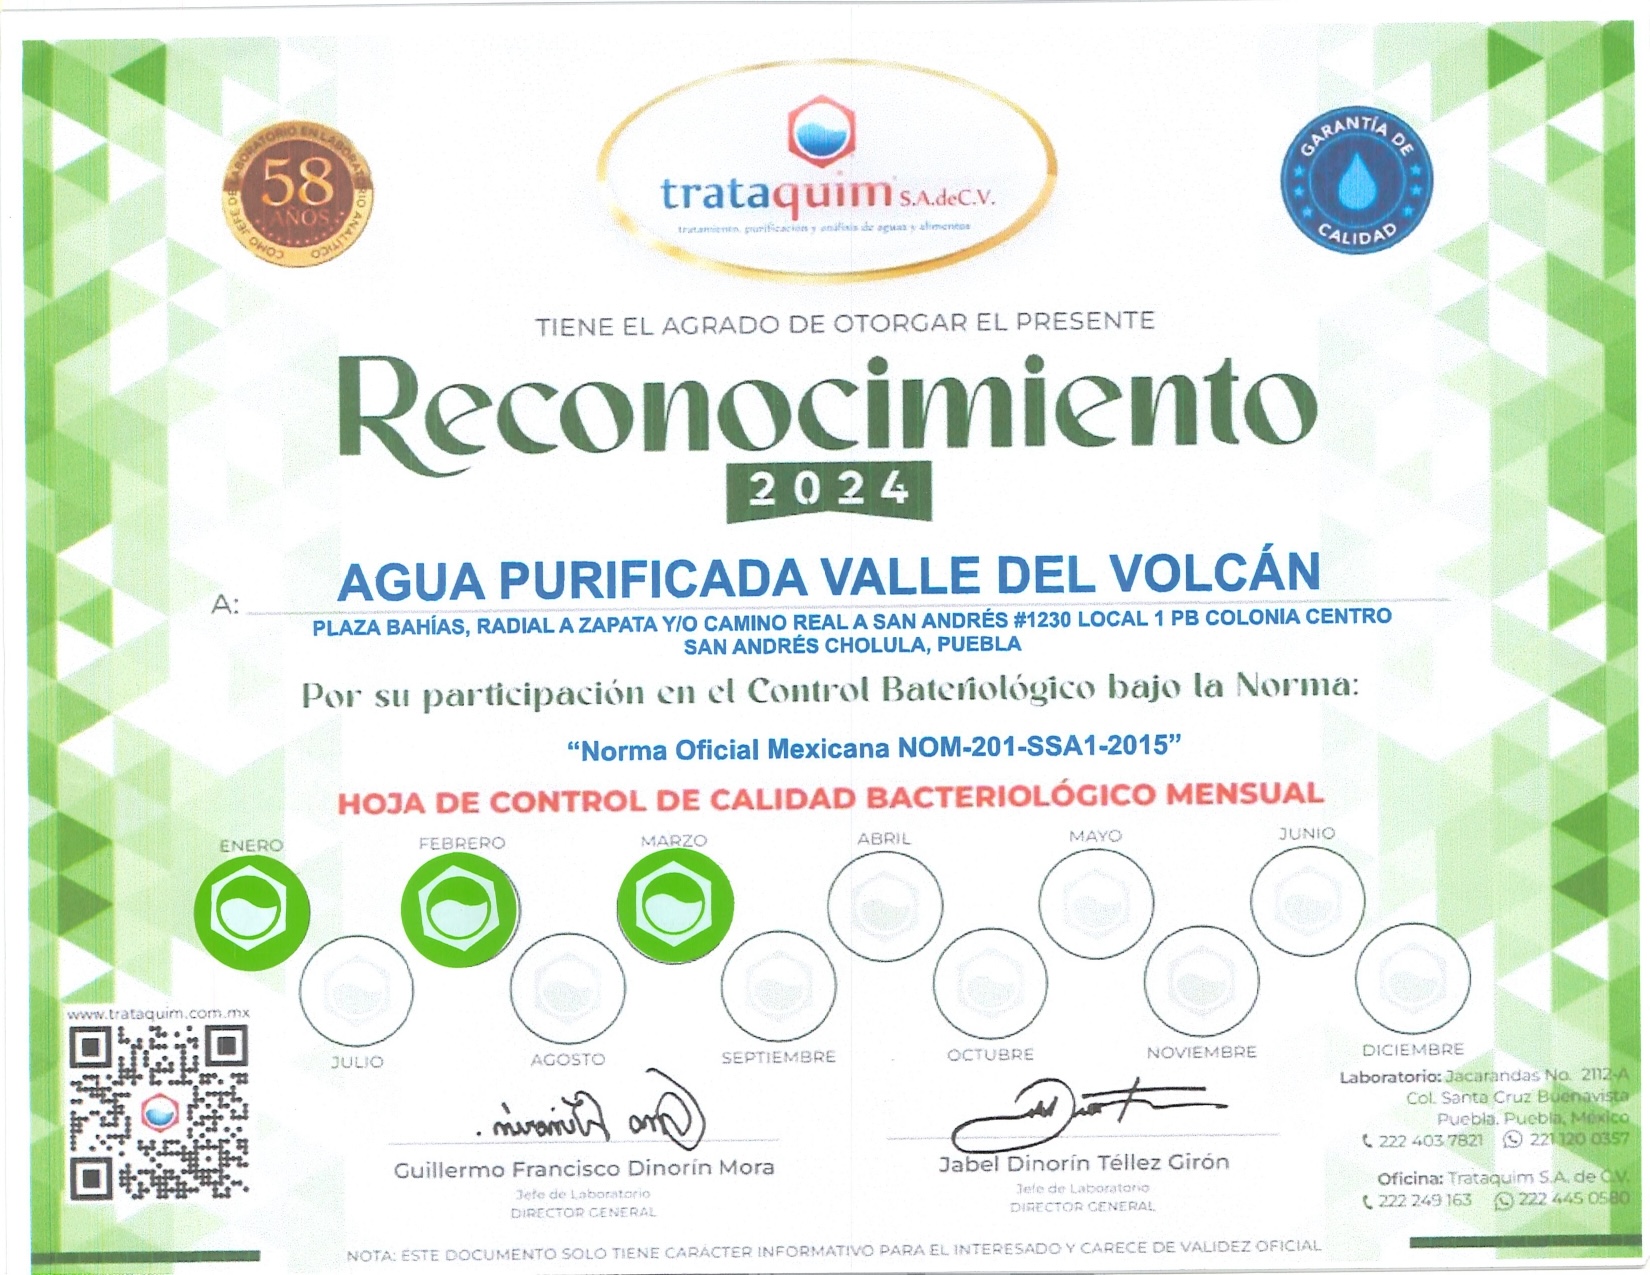 58
AÑOS
COMO JEFE DE LABORATORIO EN LABORATORIO ANALÍTICO
trataquim S.A.deC.V.
tratamiento, purificación y análisis de aguas y alimentos
GARANTÍA DE
CALIDAD
TIENE EL AGRADO DE OTORGAR EL PRESENTE
Reconocimiento
2024
A: AGUA PURIFICADA VALLE DEL VOLCÁN
PLAZA BAHÍAS, RADIAL A ZAPATA Y/O CAMINO REAL A SAN ANDRÉS #1230 LOCAL 1 PB COLONIA CENTRO
SAN ANDRÉS CHOLULA, PUEBLA
Por su participación en el Control Bateriológico bajo la Norma:
“Norma Oficial Mexicana NOM-201-SSA1-2015”
HOJA DE CONTROL DE CALIDAD BACTERIOLÓGICO MENSUAL
ENERO FEBRERO MARZO ABRIL MAYO JUNIO
JULIO AGOSTO SEPTIEMBRE OCTUBRE NOVIEMBRE DICIEMBRE
www.trataquim.com.mx
Guillermo Francisco Dinorín Mora
Jefe de Laboratorio
DIRECTOR GENERAL
Jabel Dinorín Téllez Girón
Jefe de Laboratorio
DIRECTOR GENERAL
Laboratorio: Jacarandas No. 2112-A
Col. Santa Cruz Buenavista
Puebla, Puebla, México
222 403 7821 221 120 0357
Oficina: Trataquim S.A. de C.V.
222 249 163 222 445 0580
NOTA: ESTE DOCUMENTO SOLO TIENE CARÁCTER INFORMATIVO PARA EL INTERESADO Y CARECE DE VALIDEZ OFICIAL